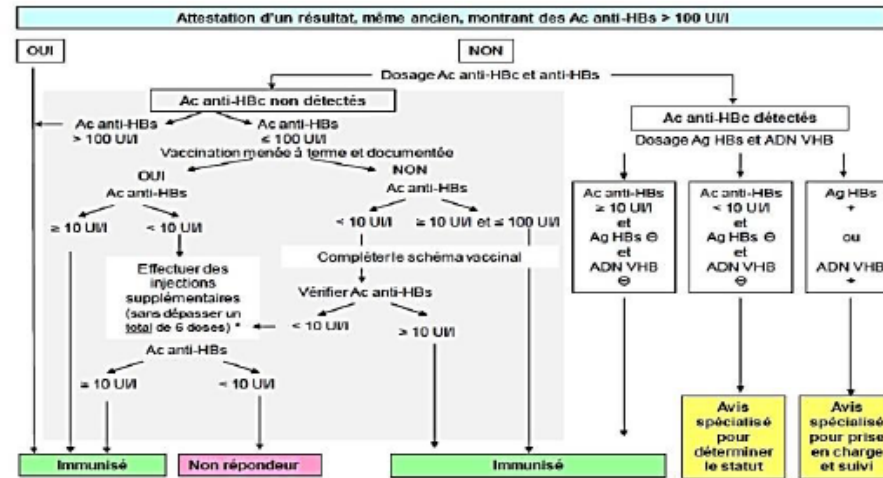 Attestation d'un résultat, même ancien, montrant des Ac anti-HBs > 100 UI/l
OUI
NON
Dosage Ac anti-HBc et anti-HBs
Ac anti-HBc non détectés
Ac anti-HBc détectés
Ac anti-HBs
> 100 UI/l
Ac anti-HBs
≤ 100 UI/l
Dosage Ag HBs et ADN VHB
Vaccination menée à terme et documentée
OUI
NON
Ac anti-HBs
Ac anti-HBs
≥ 10 UI/l
< 10 UI/l
< 10 UI/l
≥ 10 UI/l et ≤ 100 UI/l
Ac anti-HBs
≥ 10 UI/l
et
Ag HBs ⊖
et
ADN VHB
⊖
Ac anti-HBs
< 10 UI/l
et
Ag HBs ⊖
et
ADN VHB
⊖
Ag HBs
+
ou
ADN VHB
+
Effectuer des
injections
supplémentaires
(sans dépasser un
total de 6 doses) *
Compléter le schéma vaccinal
Vérifier Ac anti-HBs
< 10 UI/l
> 10 UI/l
Ac anti-HBs
≥ 10 UI/l
< 10 UI/l
Avis
spécialisé
pour
déterminer
le statut
Avis
spécialisé
pour prise
en charge
et suivi
Immunisé
Non répondeur
Immunisé